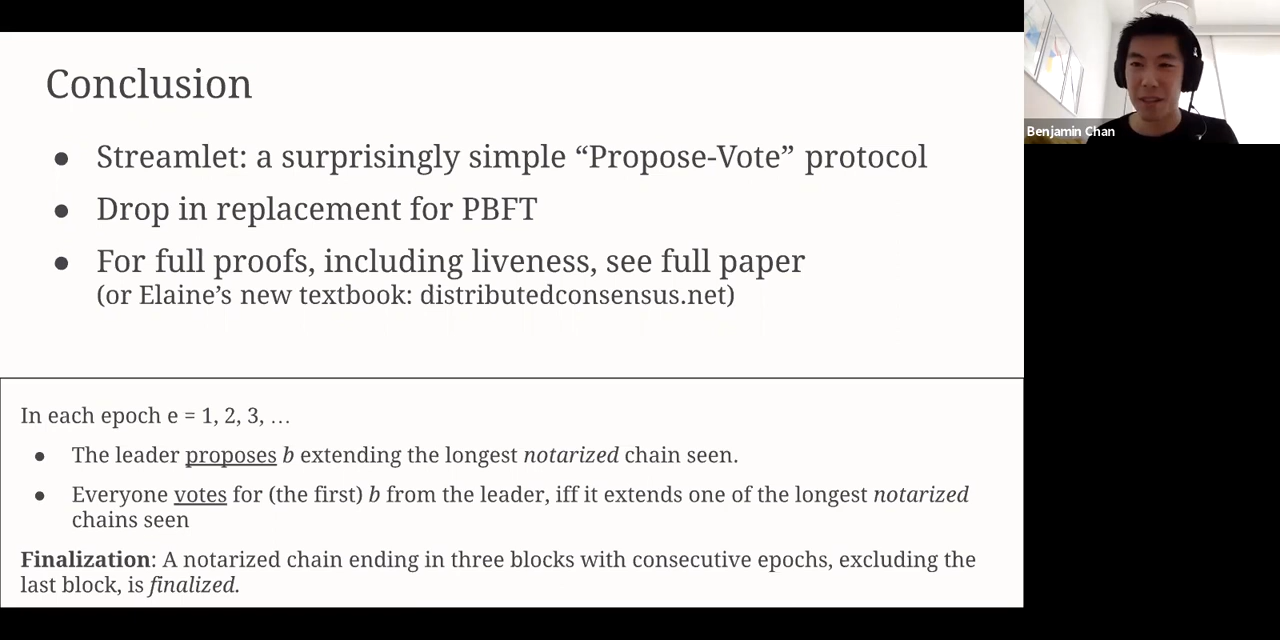 Conclusion
● Streamlet: a surprisingly simple “Propose-Vote” protocol
● Drop in replacement for PBFT
● For full proofs, including liveness, see full paper
(or Elaine’s new textbook: distributedconsensus.net)
In each epoch e = 1, 2, 3, …
● The leader proposes b extending the longest notarized chain seen.
● Everyone votes for (the first) b from the leader, iff it extends one of the longest notarized
chains seen
Finalization: A notarized chain ending in three blocks with consecutive epochs, excluding the
last block, is finalized.
Benjamin Chan